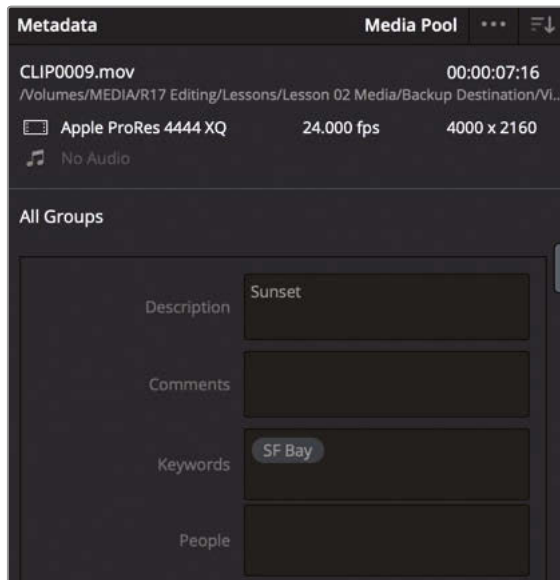 Metadata Media Pool •••
CLIP0009.mov 00:00:07:16
/Volumes/MEDIA/R17 Editing/Lessons/Lesson 02 Media/Backup Destination/Vi...
Apple ProRes 4444 XQ 24.000 fps 4000 x 2160
No Audio
All Groups
Description Sunset
Comments
Keywords SF Bay
People